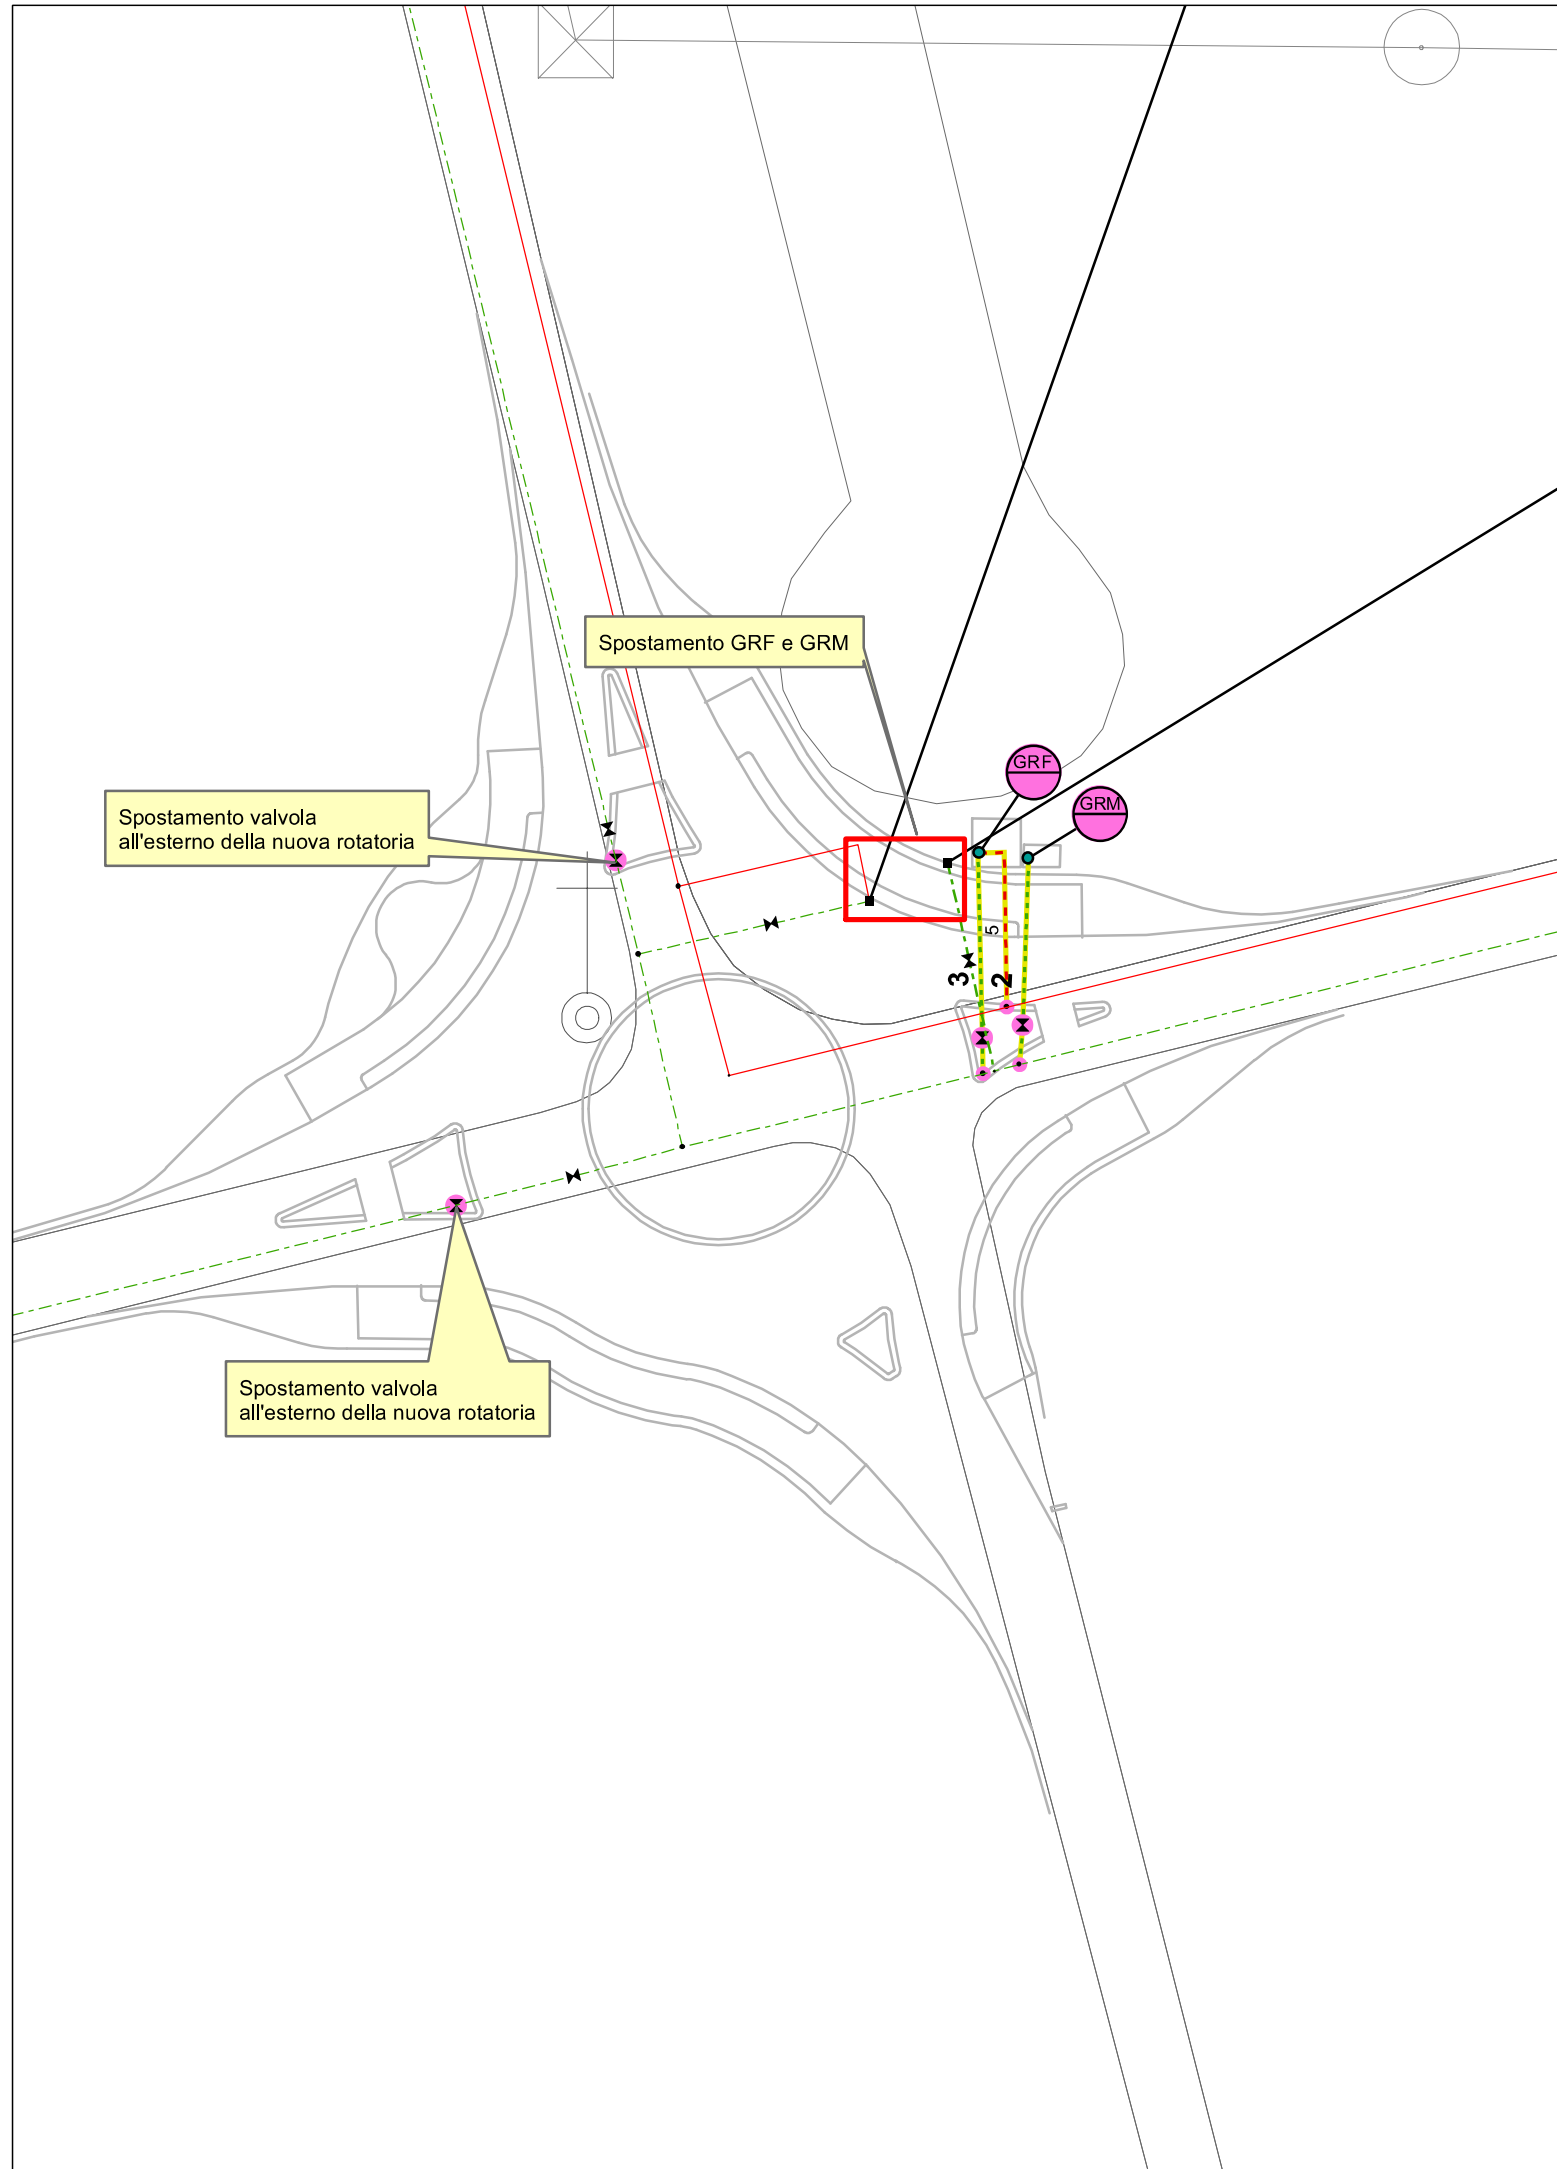 Spostamento GRF e GRM
GRF
GRM
Spostamento valvola
all'esterno della nuova rotatoria
5
3
2
Spostamento valvola
all'esterno della nuova rotatoria